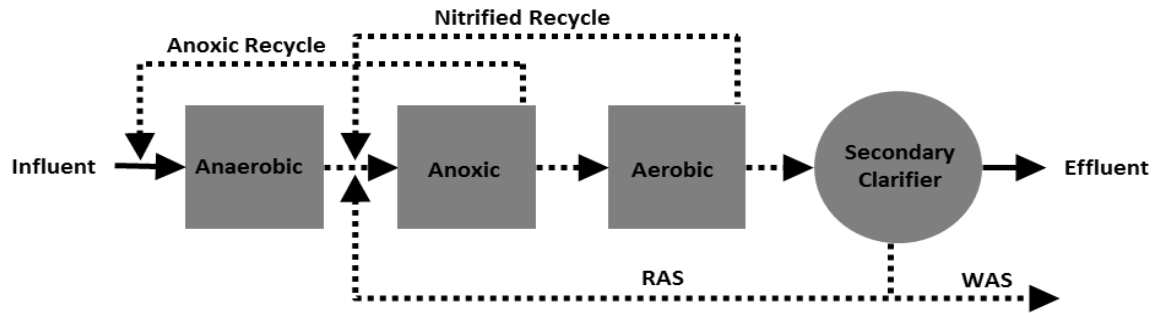 Nitrified Recycle
Anoxic Recycle
Influent
Anaerobic
Anoxic
Aerobic
Secondary
Clarifier
Effluent
RAS
WAS